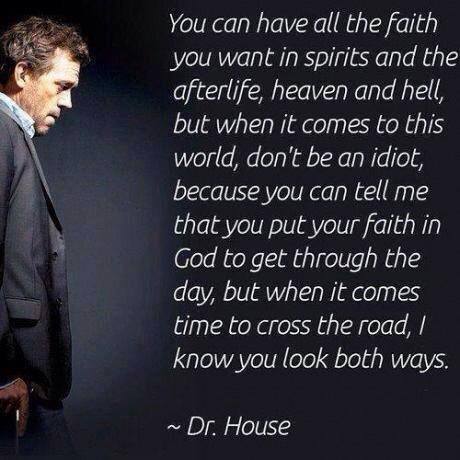 You can have all the faith
you want in spirits and the
afterlife, heaven and hell,
but when it comes to this
world, don't be an idiot,
because you can tell me
that you put your faith in
God to get through the
day, but when it comes
time to cross the road, I
know you look both ways.
~ Dr. House